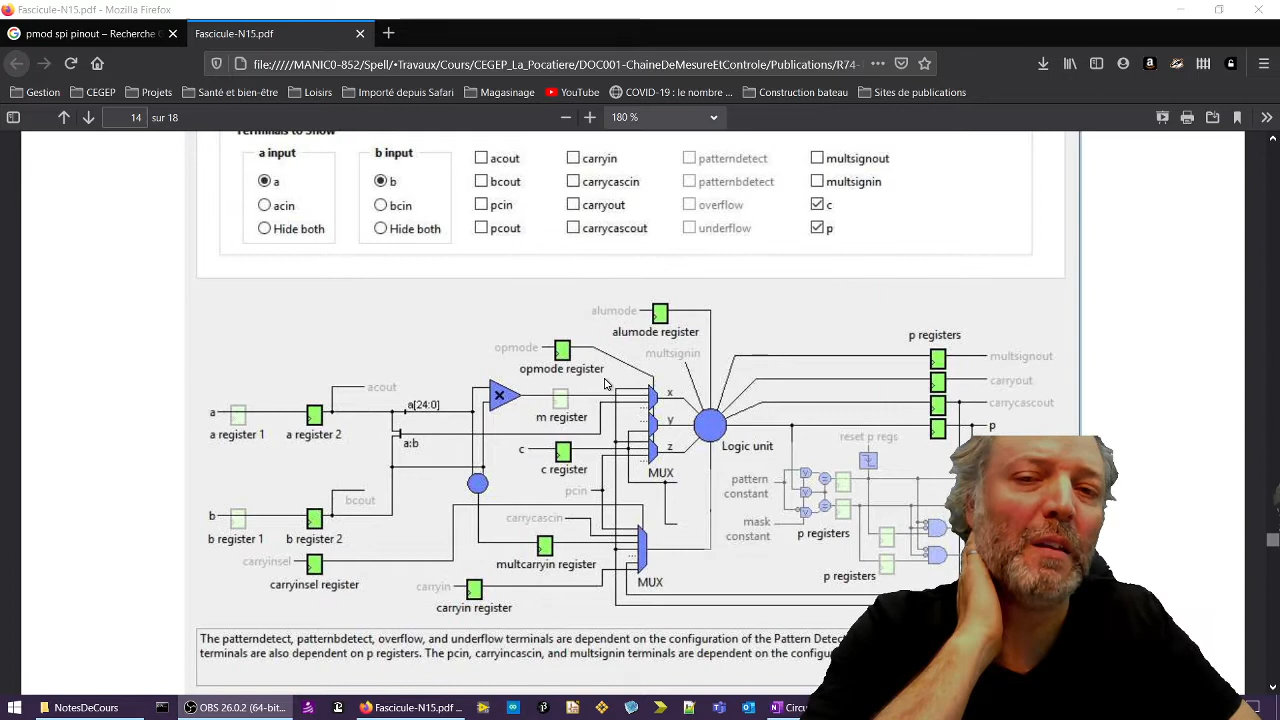 Fascicule-N15.pdf — Mozilla Firefox
pmod spi pinout – Recherche
Fascicule-N15.pdf
file://///MANIC0-852/Spell/•Travaux/Cours/CEGEP_La_Pocatiere/DOC001-ChaineDeMesureEtControle/Publications/R74-
Gestion CEGEP Projets Santé et bien-être Loisirs Importé depuis Safari Magasinage YouTube COVID-19 : le nombre ... Construction bateau Sites de publications
14 sur 18 180 %
Terminals to Show
a input b input acout carryin patterndetect multsignout
a b bcout carrycascin patternbdetect multsignin
acin bcin pcin carryout overflow c
Hide both Hide both pcout carrycascout underflow p
alumode
alumode register
p registers
opmode
opmode register
multsignin
multsignout
acout
carryout
a[24:0]
x
carrycascout
a
a register 1 a register 2
m register
y
p
a:b
reset p regs
c
c register
z
Logic unit
MUX
pcin
pattern constant
bcout
b
b register 1 b register 2
carrycascin
mask constant
p registers
carryinsel
carryinsel register
multcarryin register
MUX
p registers
carryin
carryin register
The patterndetect, patternbdetect, overflow, and underflow terminals are dependent on the configuration of the Pattern Detec
terminals are also dependent on p registers. The pcin, carryincascin, and multsignin terminals are dependent on the configu
NotesDeCours OBS 26.0.2 (64-bit... Fascicule-N15.pdf ... Circu